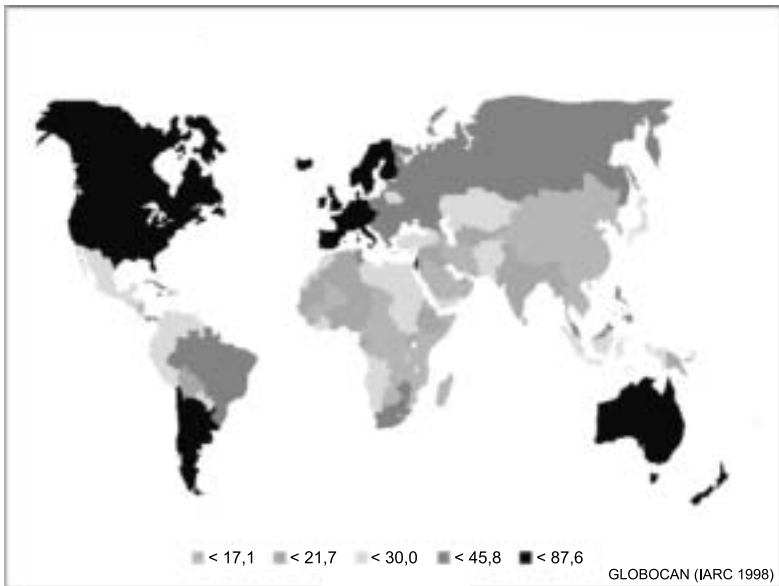 < 17,1 < 21,7 < 30,0 < 45,8 < 87,6
GLOBOCAN (IARC 1998)